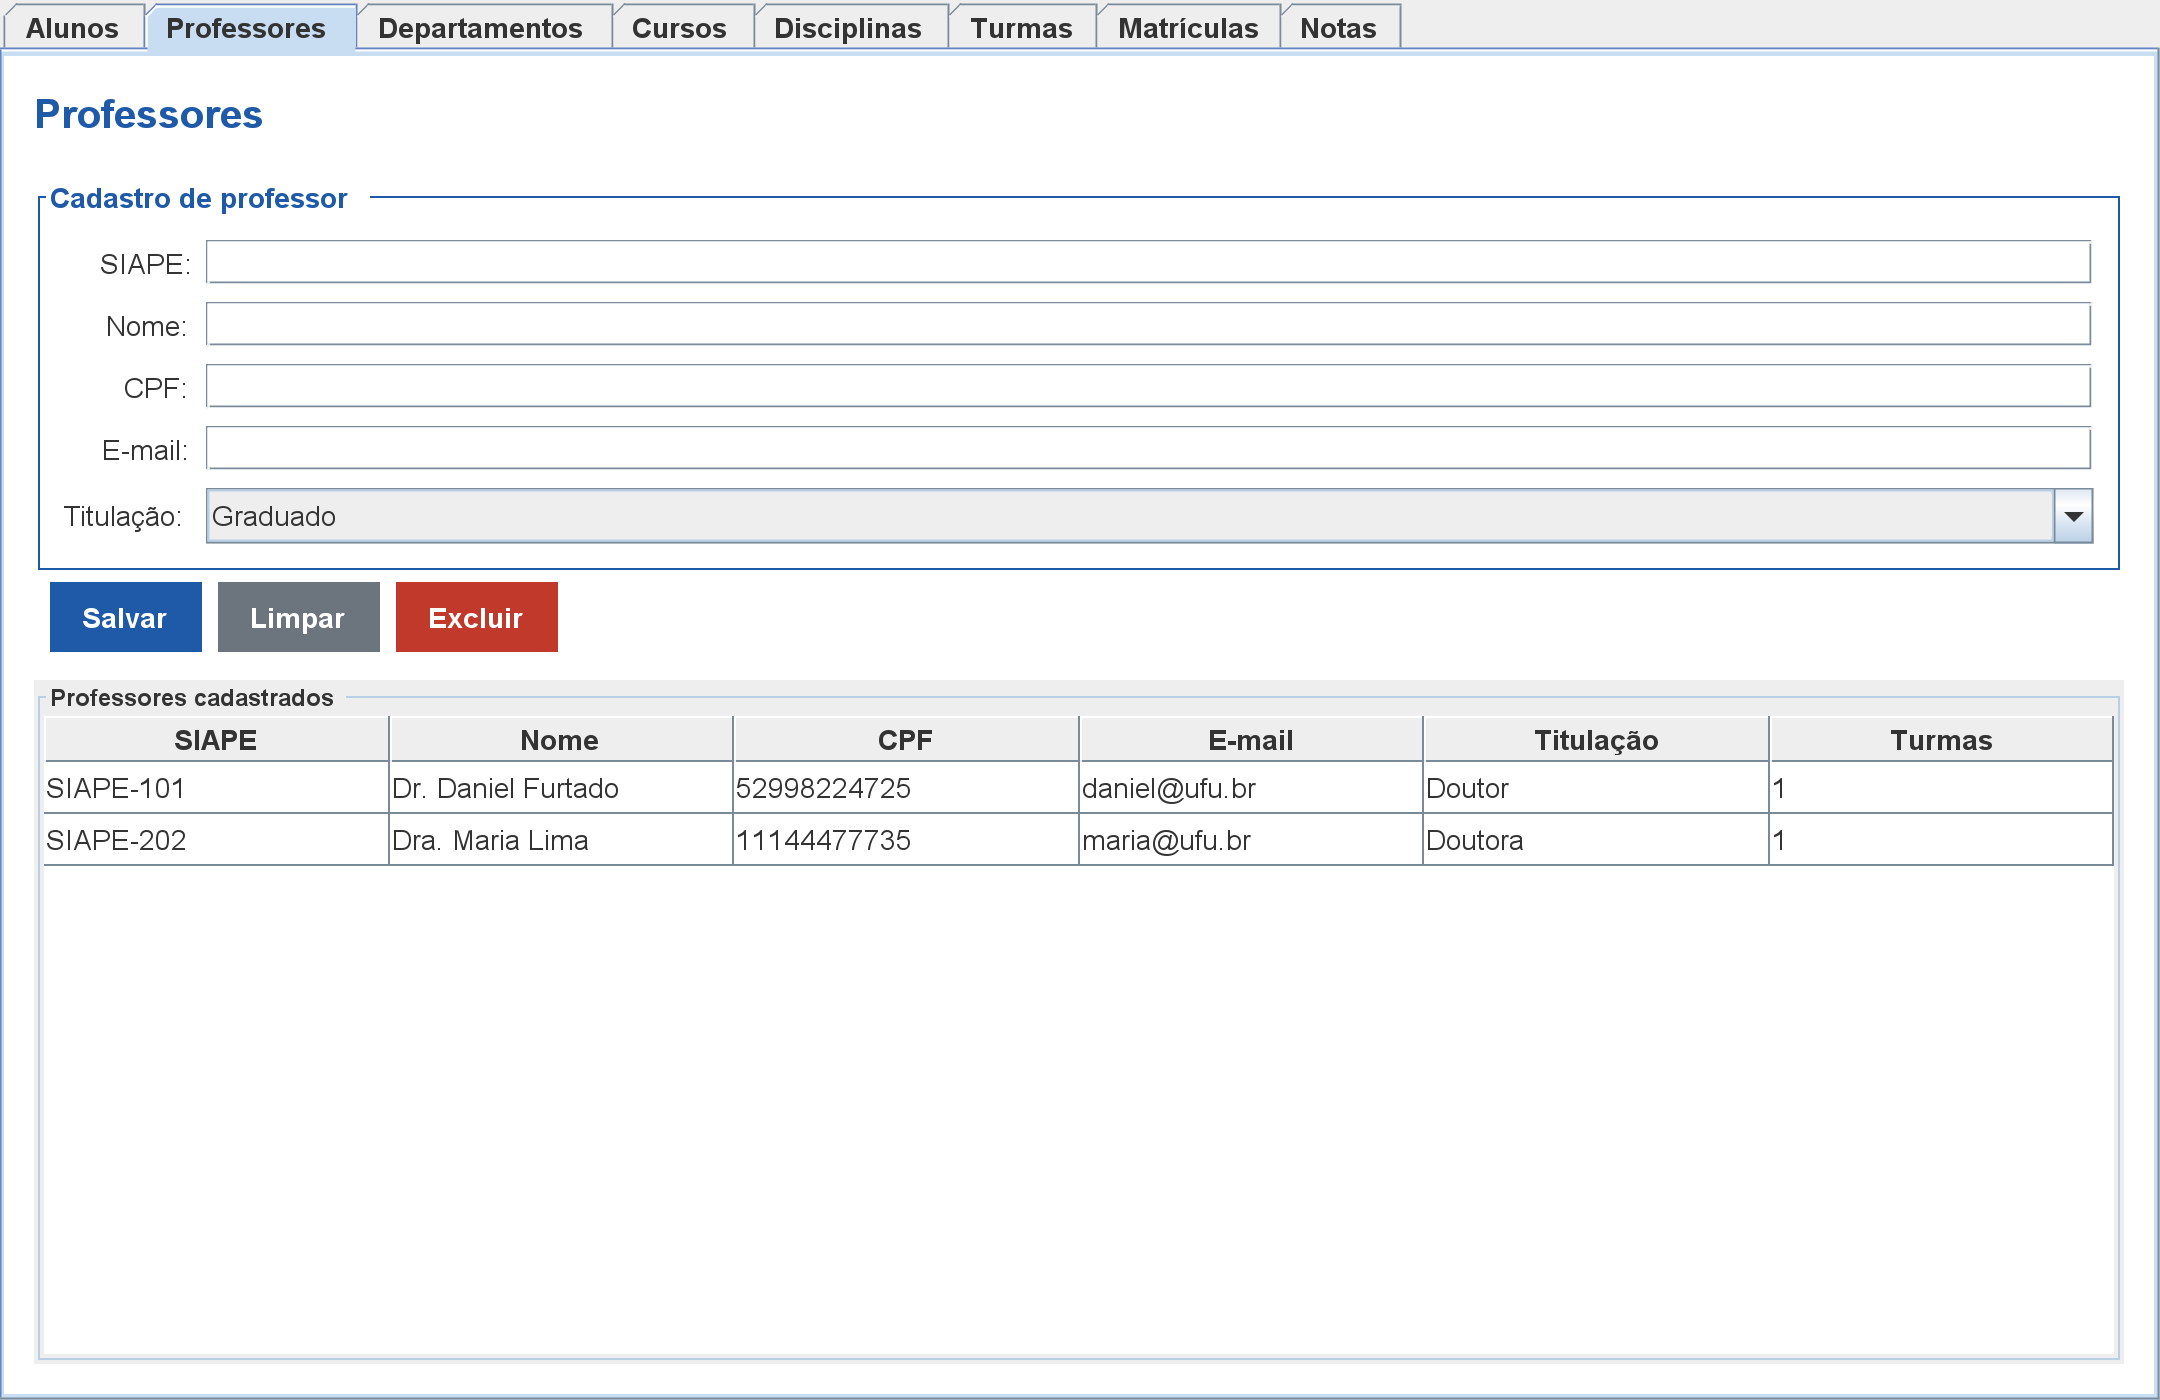 Alunos Professores Departamentos Cursos Disciplinas Turmas Matrículas Notas
Professores
Cadastro de professor
SIAPE:
Nome:
CPF:
E-mail:
Titulação: Graduado
Salvar Limpar Excluir
Professores cadastrados
SIAPE Nome CPF E-mail Titulação Turmas
SIAPE-101 Dr. Daniel Furtado 52998224725 daniel@ufu.br Doutor 1
SIAPE-202 Dra. Maria Lima 11144477735 maria@ufu.br Doutora 1